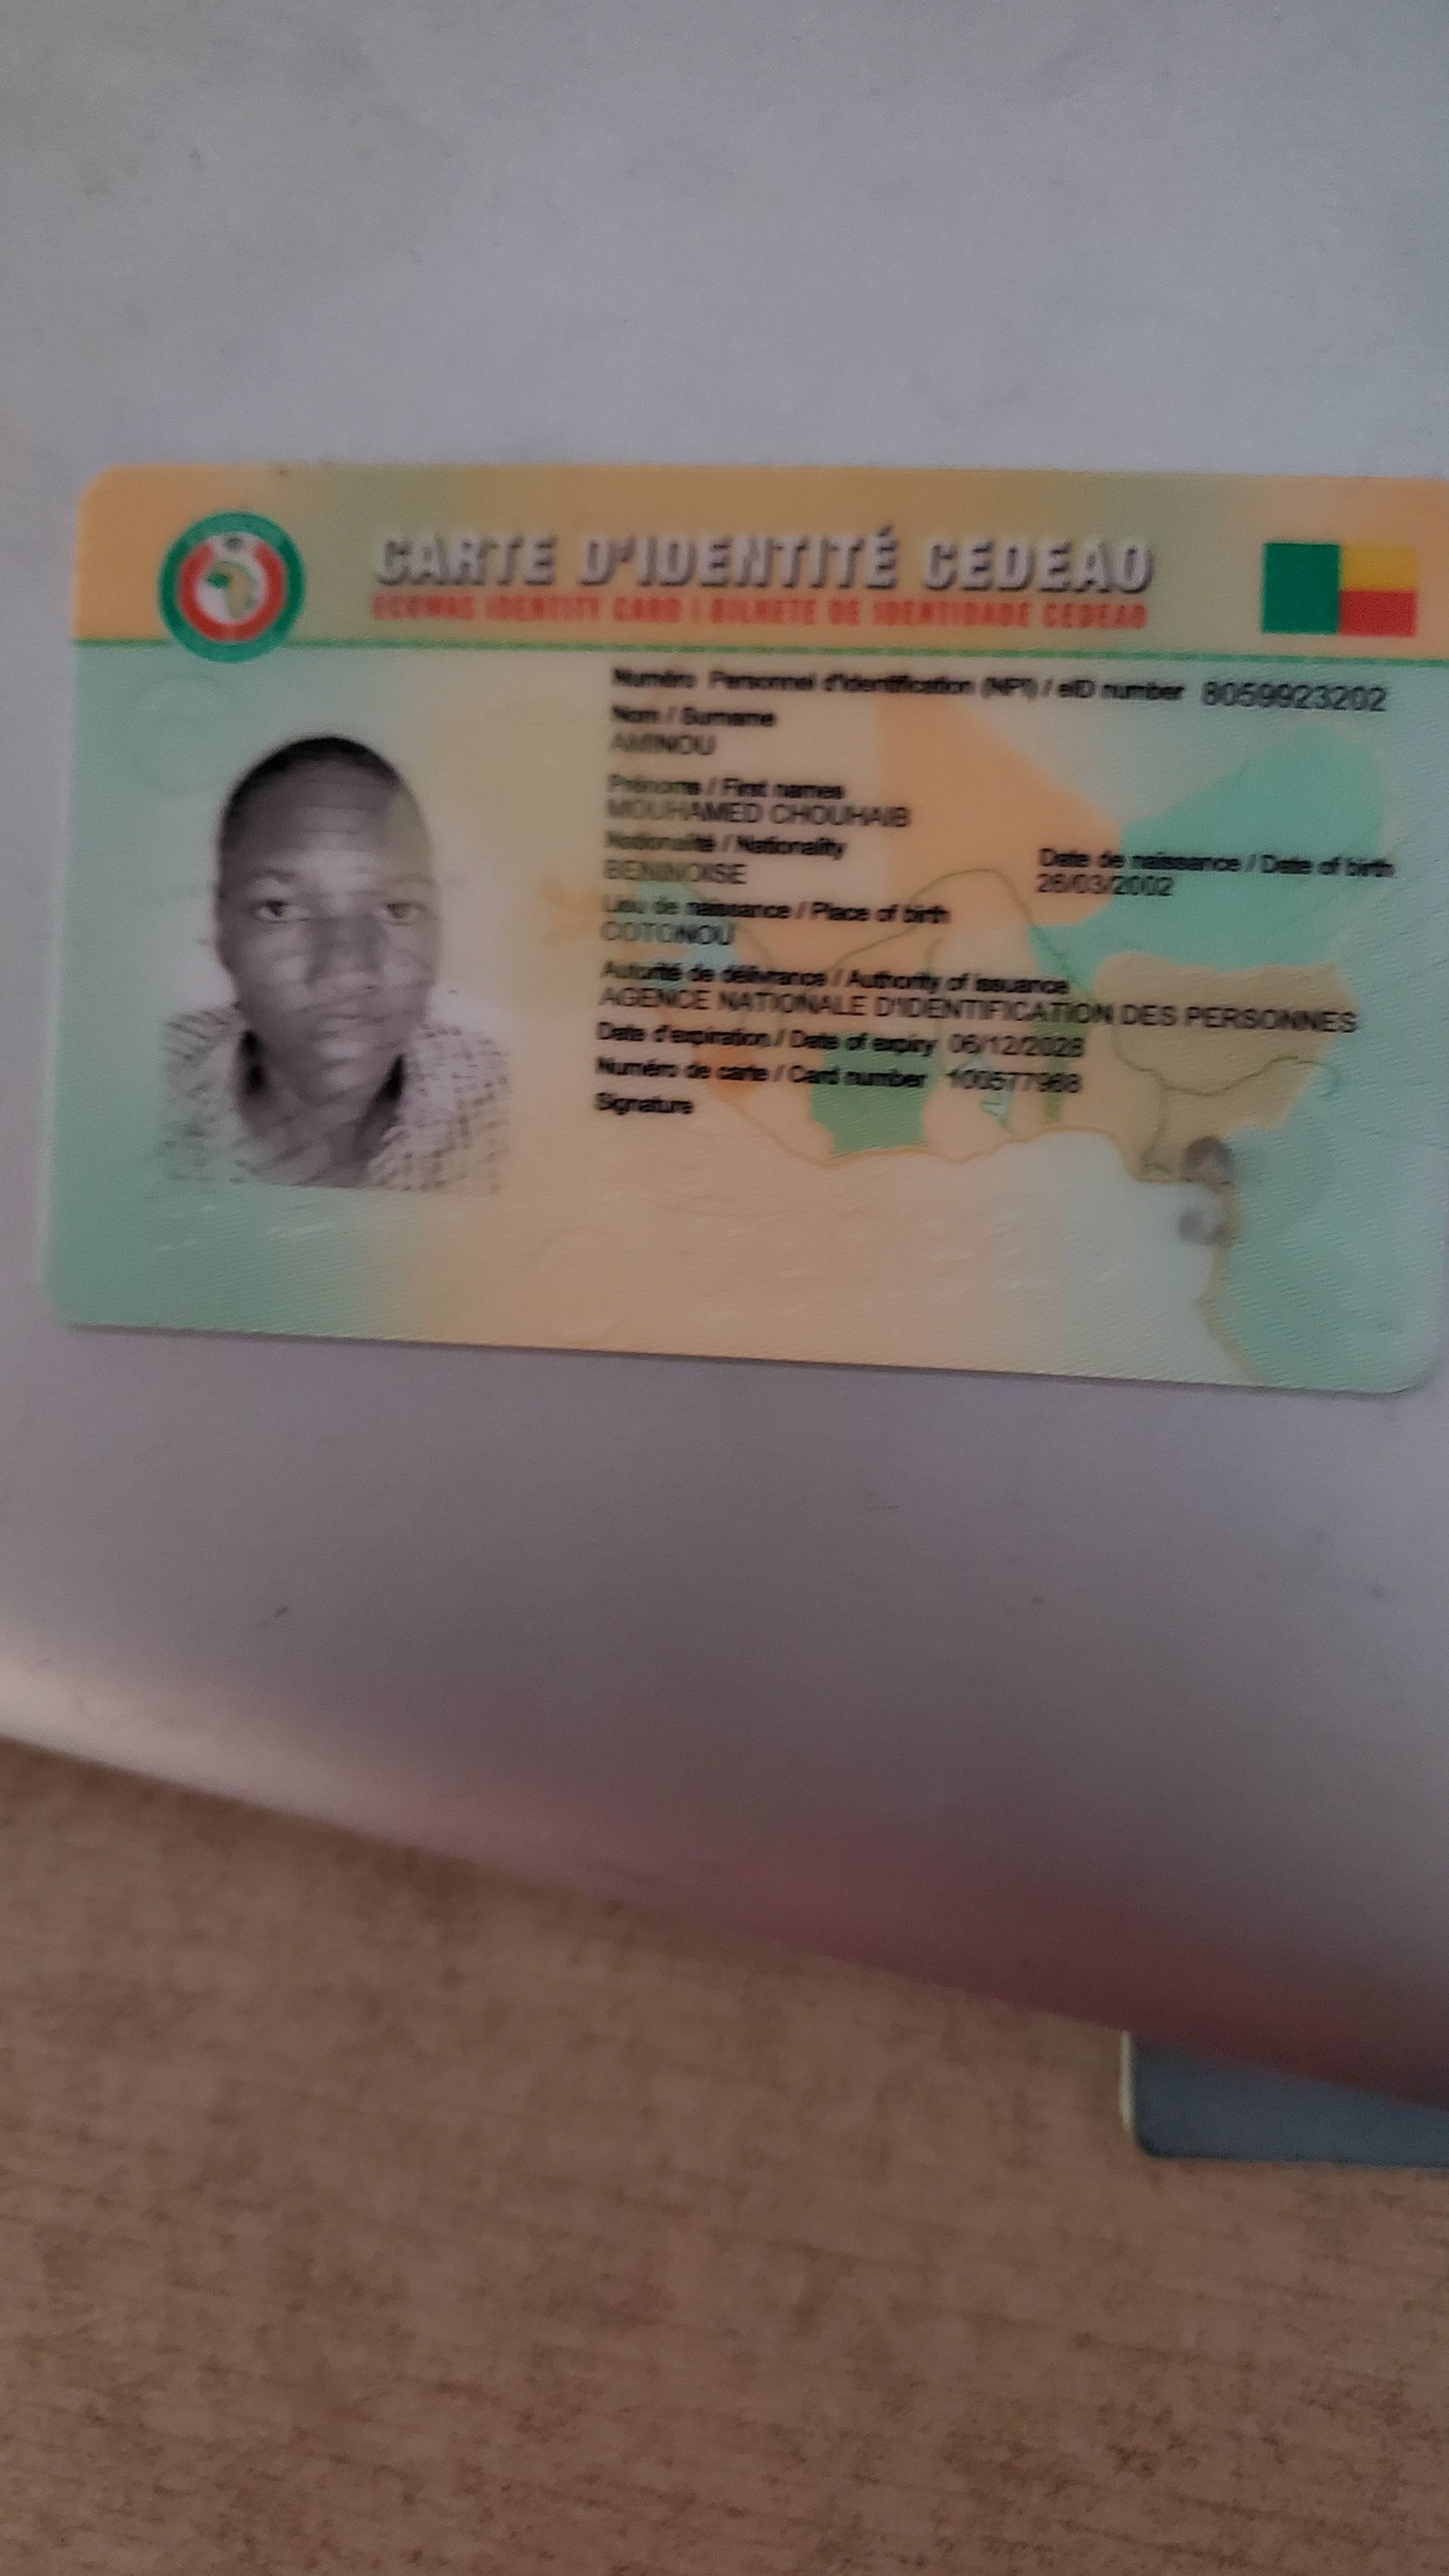 CARTE D'IDENTITÉ CEDEAO
ECOWAS IDENTITY CARD / BILHETE DE IDENTIDADE CEDEAO
Numéro Personnel d'identification (NPI) / eID number 8059923202
Nom / Surname
AMINOU
Prénoms / First names
MOUHAMED CHOUHAIB
Nationalité / Nationality
BENINOISE
Date de naissance / Date of birth
26/03/2002
Lieu de naissance / Place of birth
COTONOU
Autorité de délivrance / Authority of issuance
AGENCE NATIONALE D'IDENTIFICATION DES PERSONNES
Date d'expiration / Date of expiry 06/12/2028
Numéro de carte / Card number
Signature